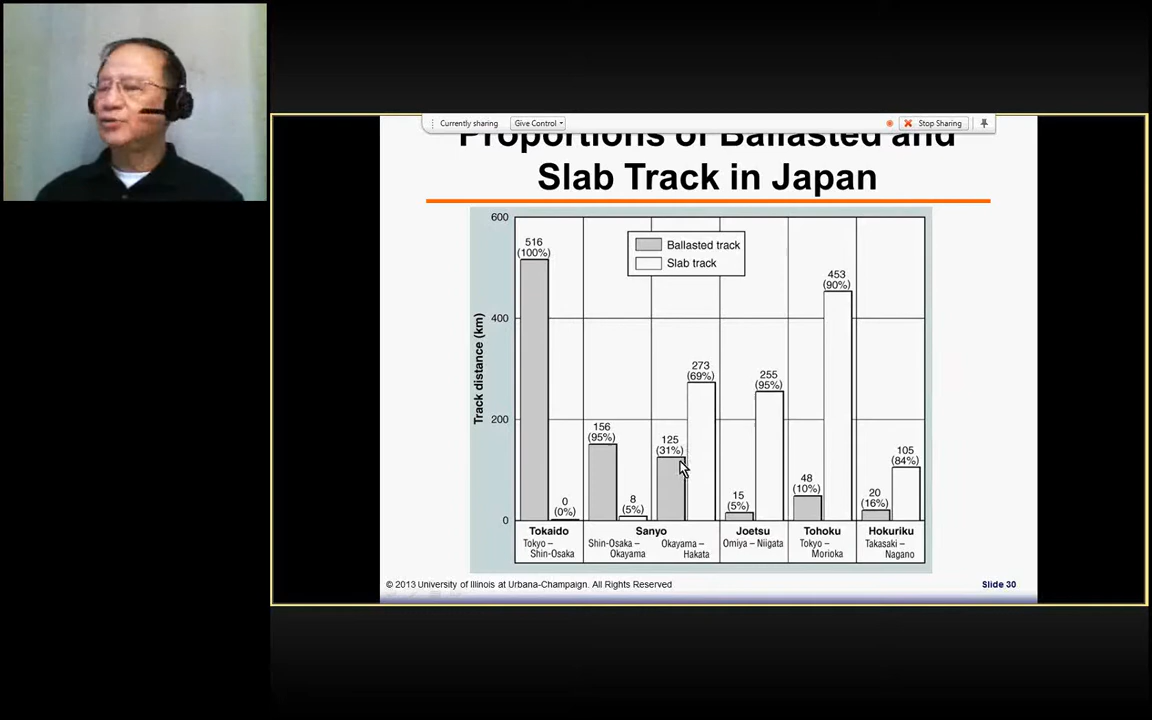 Currently sharing
Give Control
Stop Sharing
Proportions of Ballasted and
Slab Track in Japan
Track distance (km)
600
400
200
0
Ballasted track
Slab track
516
(100%)
0
(0%)
156
(95%)
8
(5%)
125
(31%)
273
(69%)
15
(5%)
255
(95%)
48
(10%)
453
(90%)
20
(16%)
105
(84%)
Tokaido
Tokyo –
Shin-Osaka
Sanyo
Shin-Osaka –
Okayama
Okayama –
Hakata
Joetsu
Omiya – Niigata
Tohoku
Tokyo –
Morioka
Hokuriku
Takasaki –
Nagano
© 2013 University of Illinois at Urbana-Champaign. All Rights Reserved
Slide 30